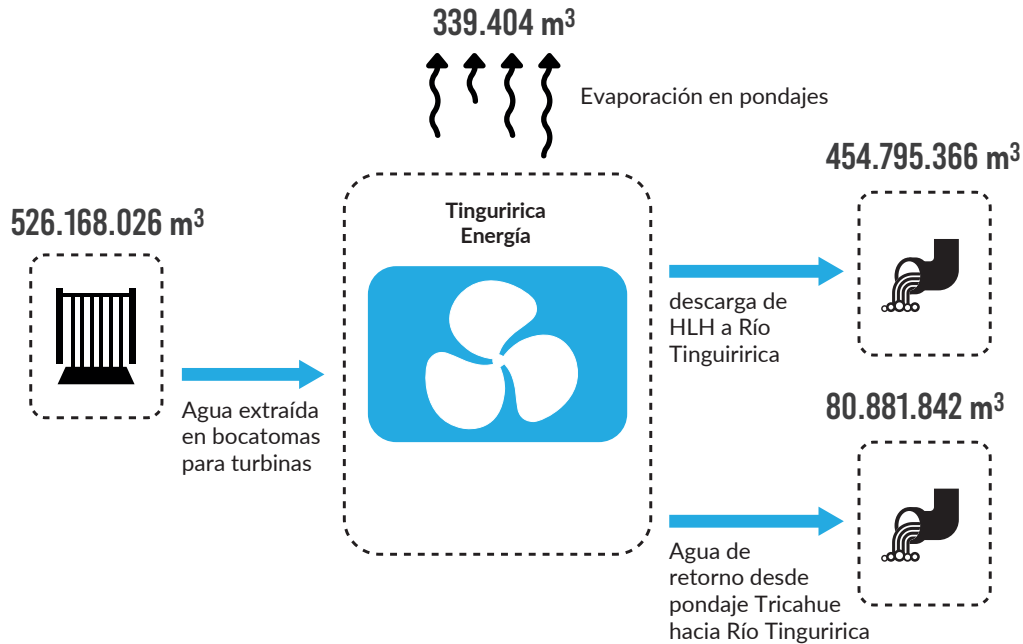 339.404 m³
Evaporación en pondajes
526.168.026 m³
Agua extraída
en bocatomas
para turbinas
Tinguririca
Energía
454.795.366 m³
descarga de
HLH a Río
Tinguiririca
80.881.842 m³
Agua de
retorno desde
pondaje Tricahue
hacia Río Tinguririca